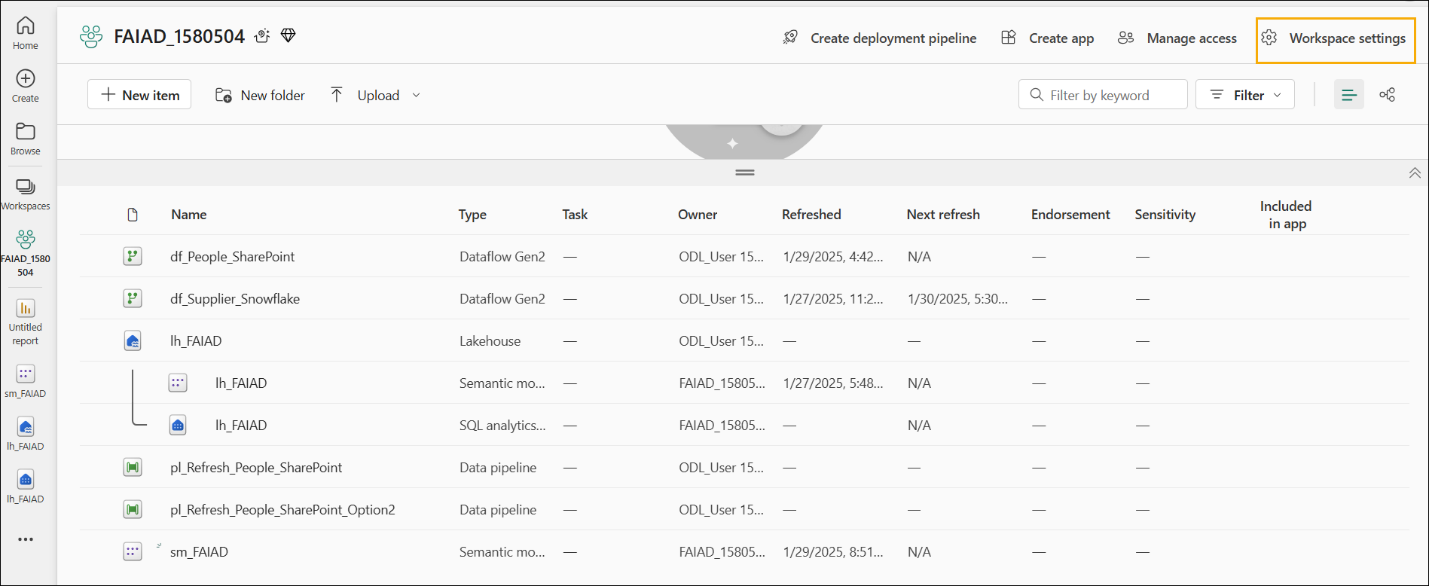 FAIAD_1580504
Create deployment pipeline
Create app
Manage access
Workspace settings
Home
Create
Browse
Workspaces
FAIAD_1580
504
Untitled
report
sm_FAIAD
lh_FAIAD
lh_FAIAD
New item
New folder
Upload
Filter by keyword
Filter
Name Type Task Owner Refreshed Next refresh Endorsement Sensitivity Included
in app
df_People_SharePoint Dataflow Gen2 — ODL_User 15... 1/29/2025, 4:42... N/A — —
df_Supplier_Snowflake Dataflow Gen2 — ODL_User 15... 1/27/2025, 11:2... 1/30/2025, 5:30... — —
lh_FAIAD Lakehouse — ODL_User 15... — — — —
lh_FAIAD Semantic mo... — FAIAD_15805... 1/27/2025, 5:48... N/A — —
lh_FAIAD SQL analytics... — FAIAD_15805... — N/A — —
pl_Refresh_People_SharePoint Data pipeline — ODL_User 15... — — — —
pl_Refresh_People_SharePoint_Option2 Data pipeline — ODL_User 15... — — — —
sm_FAIAD Semantic mo... — FAIAD_15805... 1/29/2025, 8:51... N/A — —